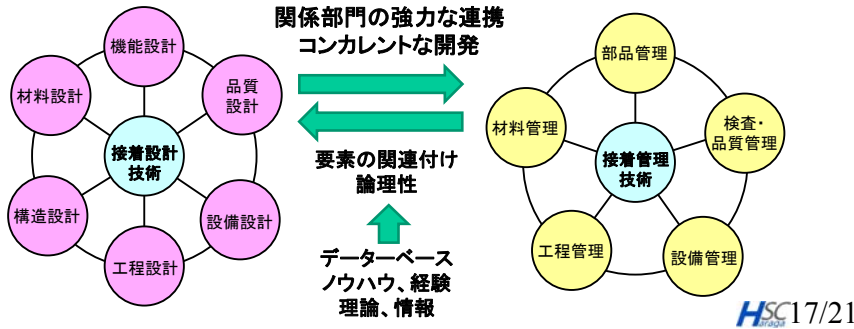 関係部門の強力な連携
コンカレントな開発
機能設計
材料設計
品質
設計
接着設計
技術
構造設計
設備設計
工程設計
要素の関連付け
論理性
データーベース
ノウハウ、経験
理論、情報
部品管理
材料管理
検査・
品質管理
接着管理
技術
工程管理
設備管理
HSC
Haraga
17/21